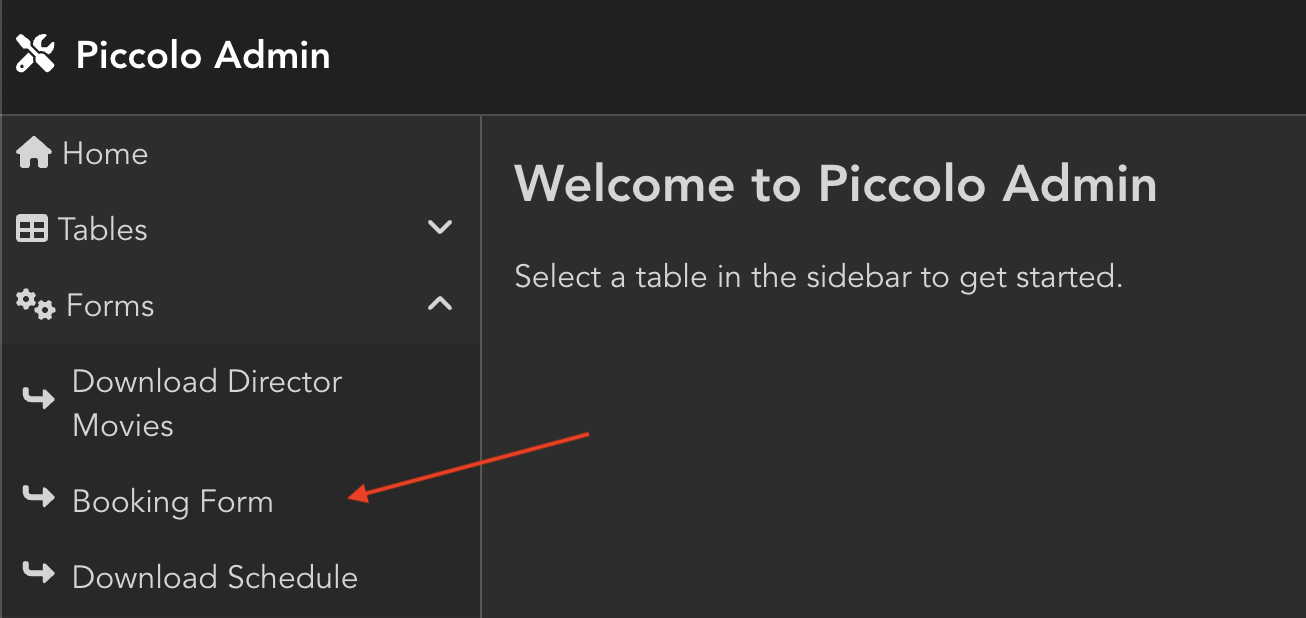 Piccolo Admin
Home
Tables
Forms
Download Director
Movies
Booking Form
Download Schedule
Welcome to Piccolo Admin
Select a table in the sidebar to get started.